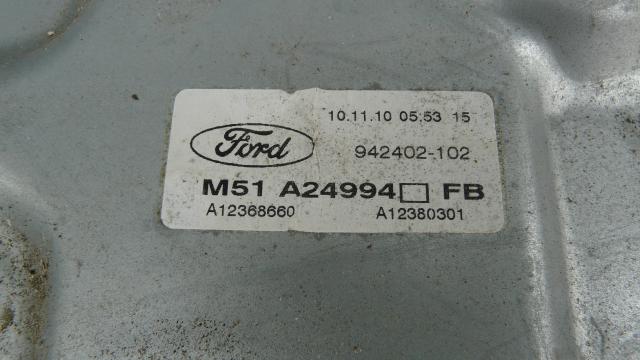 10.11.10 05:53 15
Ford
942402-102
M51 A24994□ FB
A12368660 A12380301